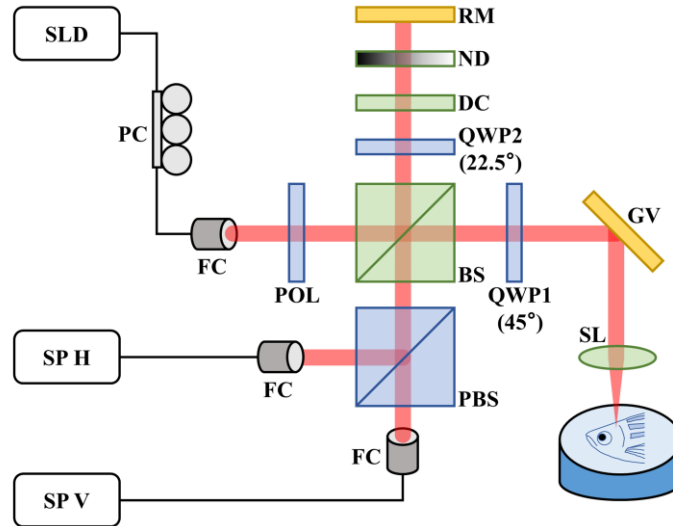 RM
SLD
ND
DC
PC
QWP2
(22.5°)
GV
FC
BS
POL
QWP1
(45°)
SL
SP H
FC
PBS
FC
SP V